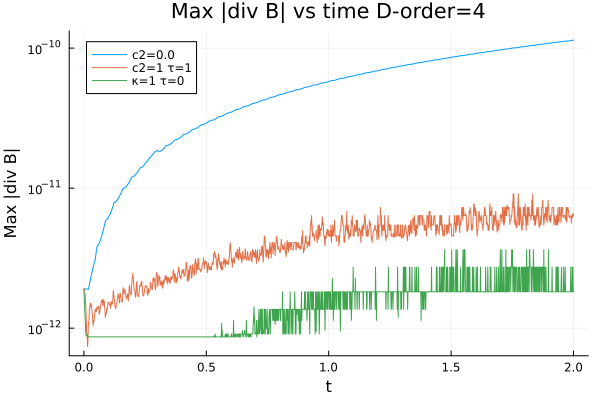 Max |div B| vs time D-order=4
c2=0.0
c2=1 τ=1
κ=1 τ=0
Max |div B|
10⁻¹⁰
10⁻¹¹
10⁻¹²
0.0 0.5 1.0 1.5 2.0
t